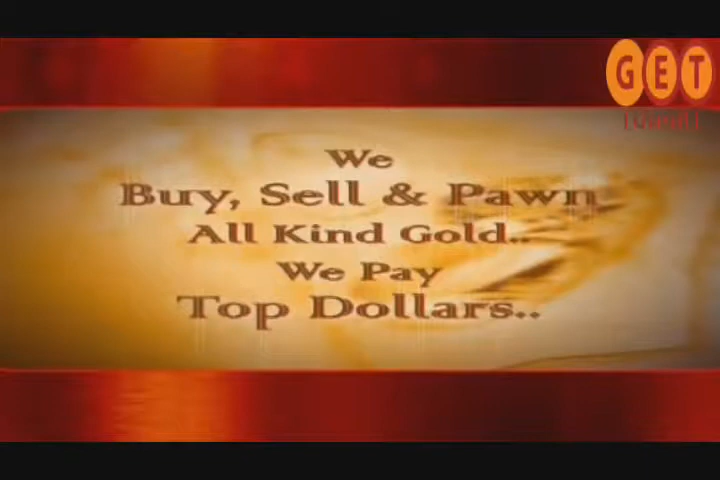 GET
We
Buy, Sell & Pawn
All Kind Gold..
We Pay
Top Dollars..